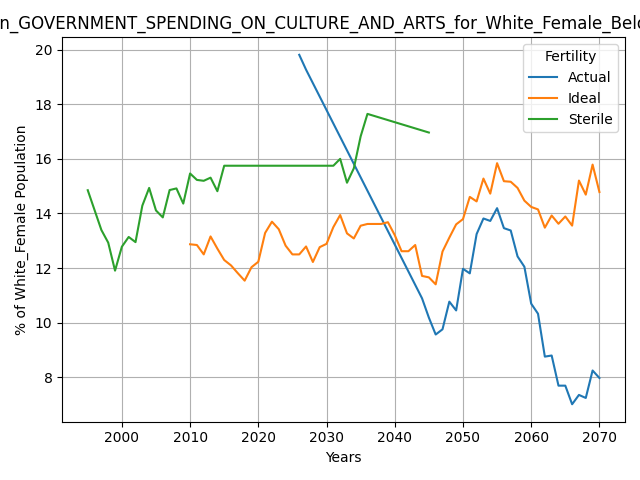 n_GOVERNMENT_SPENDING_ON_CULTURE_AND_ARTS_for_White_Female_Belo
Fertility
Actual
Ideal
Sterile
% of White_Female Population
20
18
16
14
12
10
8
2000 2010 2020 2030 2040 2050 2060 2070
Years